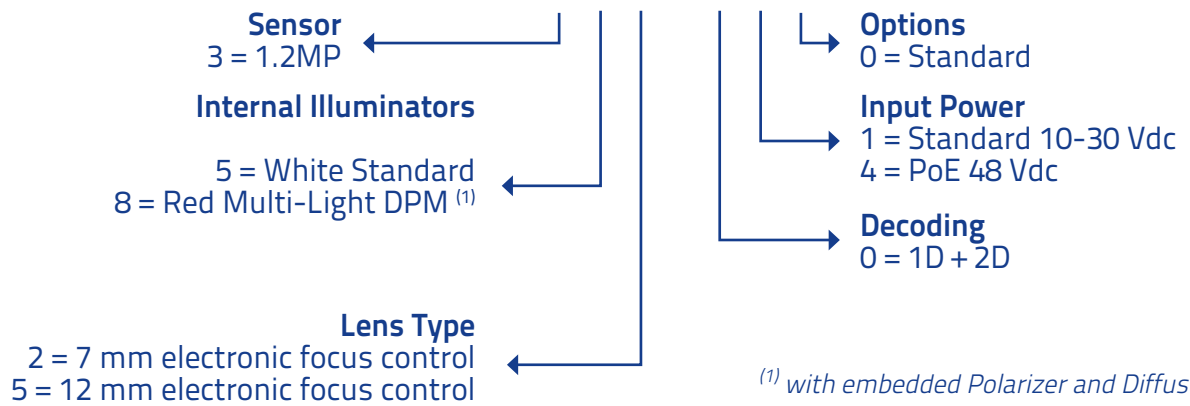 Sensor
3 = 1.2MP
Internal Illuminators
5 = White Standard
8 = Red Multi-Light DPM (1)
Lens Type
2 = 7 mm electronic focus control
5 = 12 mm electronic focus control
Options
0 = Standard
Input Power
1 = Standard 10-30 Vdc
4 = PoE 48 Vdc
Decoding
0 = 1D + 2D
(1) with embedded Polarizer and Diffus